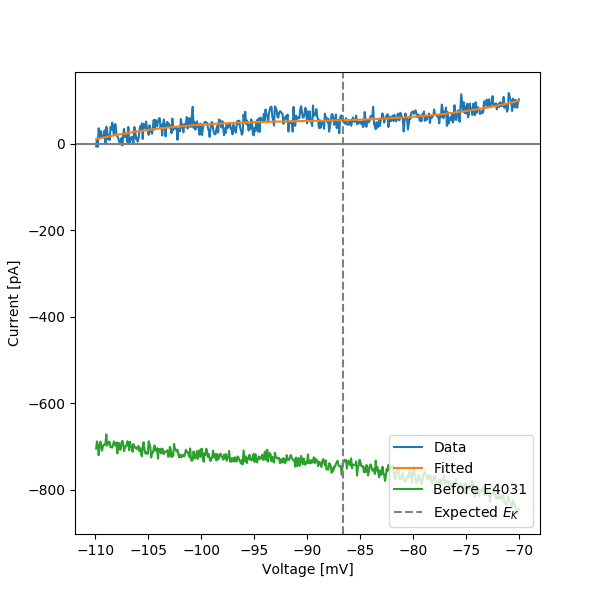 0
−200
−400
−600
−800
Current [pA]
Data
Fitted
Before E4031
Expected E_K
−110 −105 −100 −95 −90 −85 −80 −75 −70
Voltage [mV]